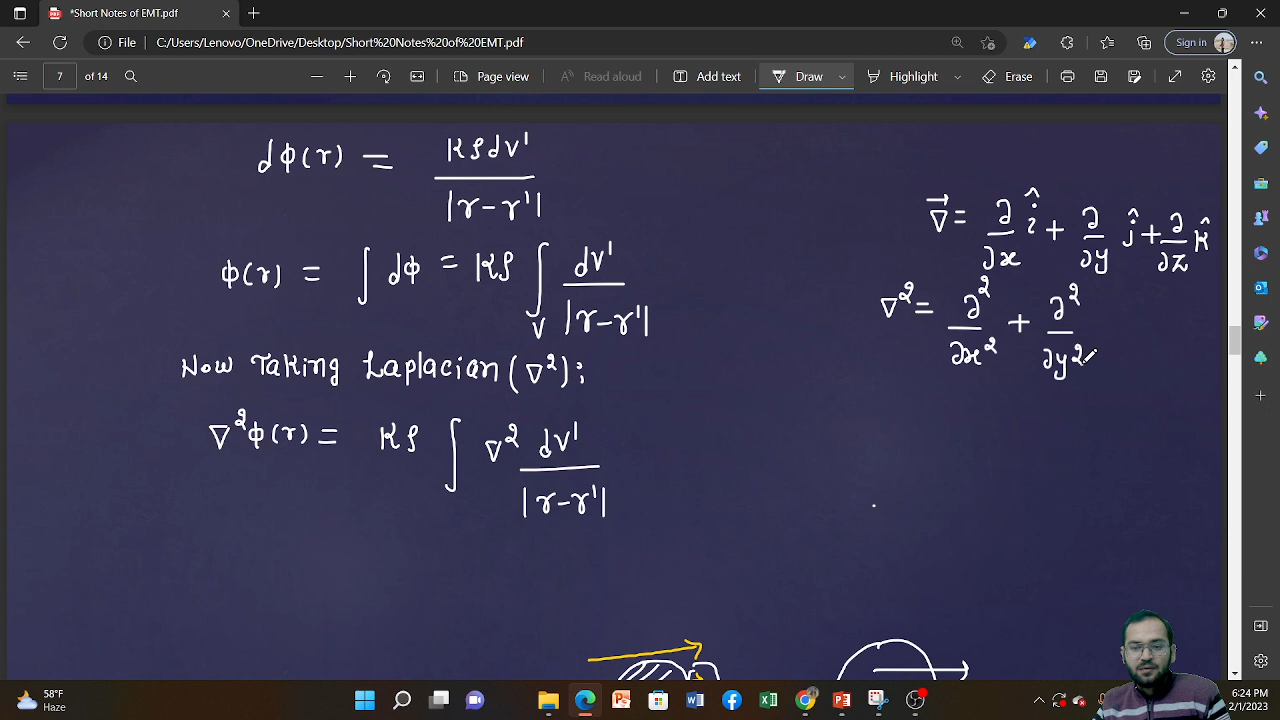 *Short Notes of EMT.pdf
File C:/Users/Lenovo/OneDrive/Desktop/Short%20Notes%20of%20EMT.pdf Sign in
7 of 14 Page view Read aloud Add text Draw Highlight Erase
dφ(r) = Kρdv' / |r-r'|
∇⃗ = ∂/∂x î + ∂/∂y ĵ + ∂/∂z k̂
φ(r) = ∫ dφ = Kρ ∫_V dv' / |r-r'|
∇² = ∂²/∂x² + ∂²/∂y²
Now Taking Laplacian (∇²);
∇²φ(r) = Kρ ∫ ∇² dv' / |r-r'|
58°F
Haze
6:24 PM
2/1/2023